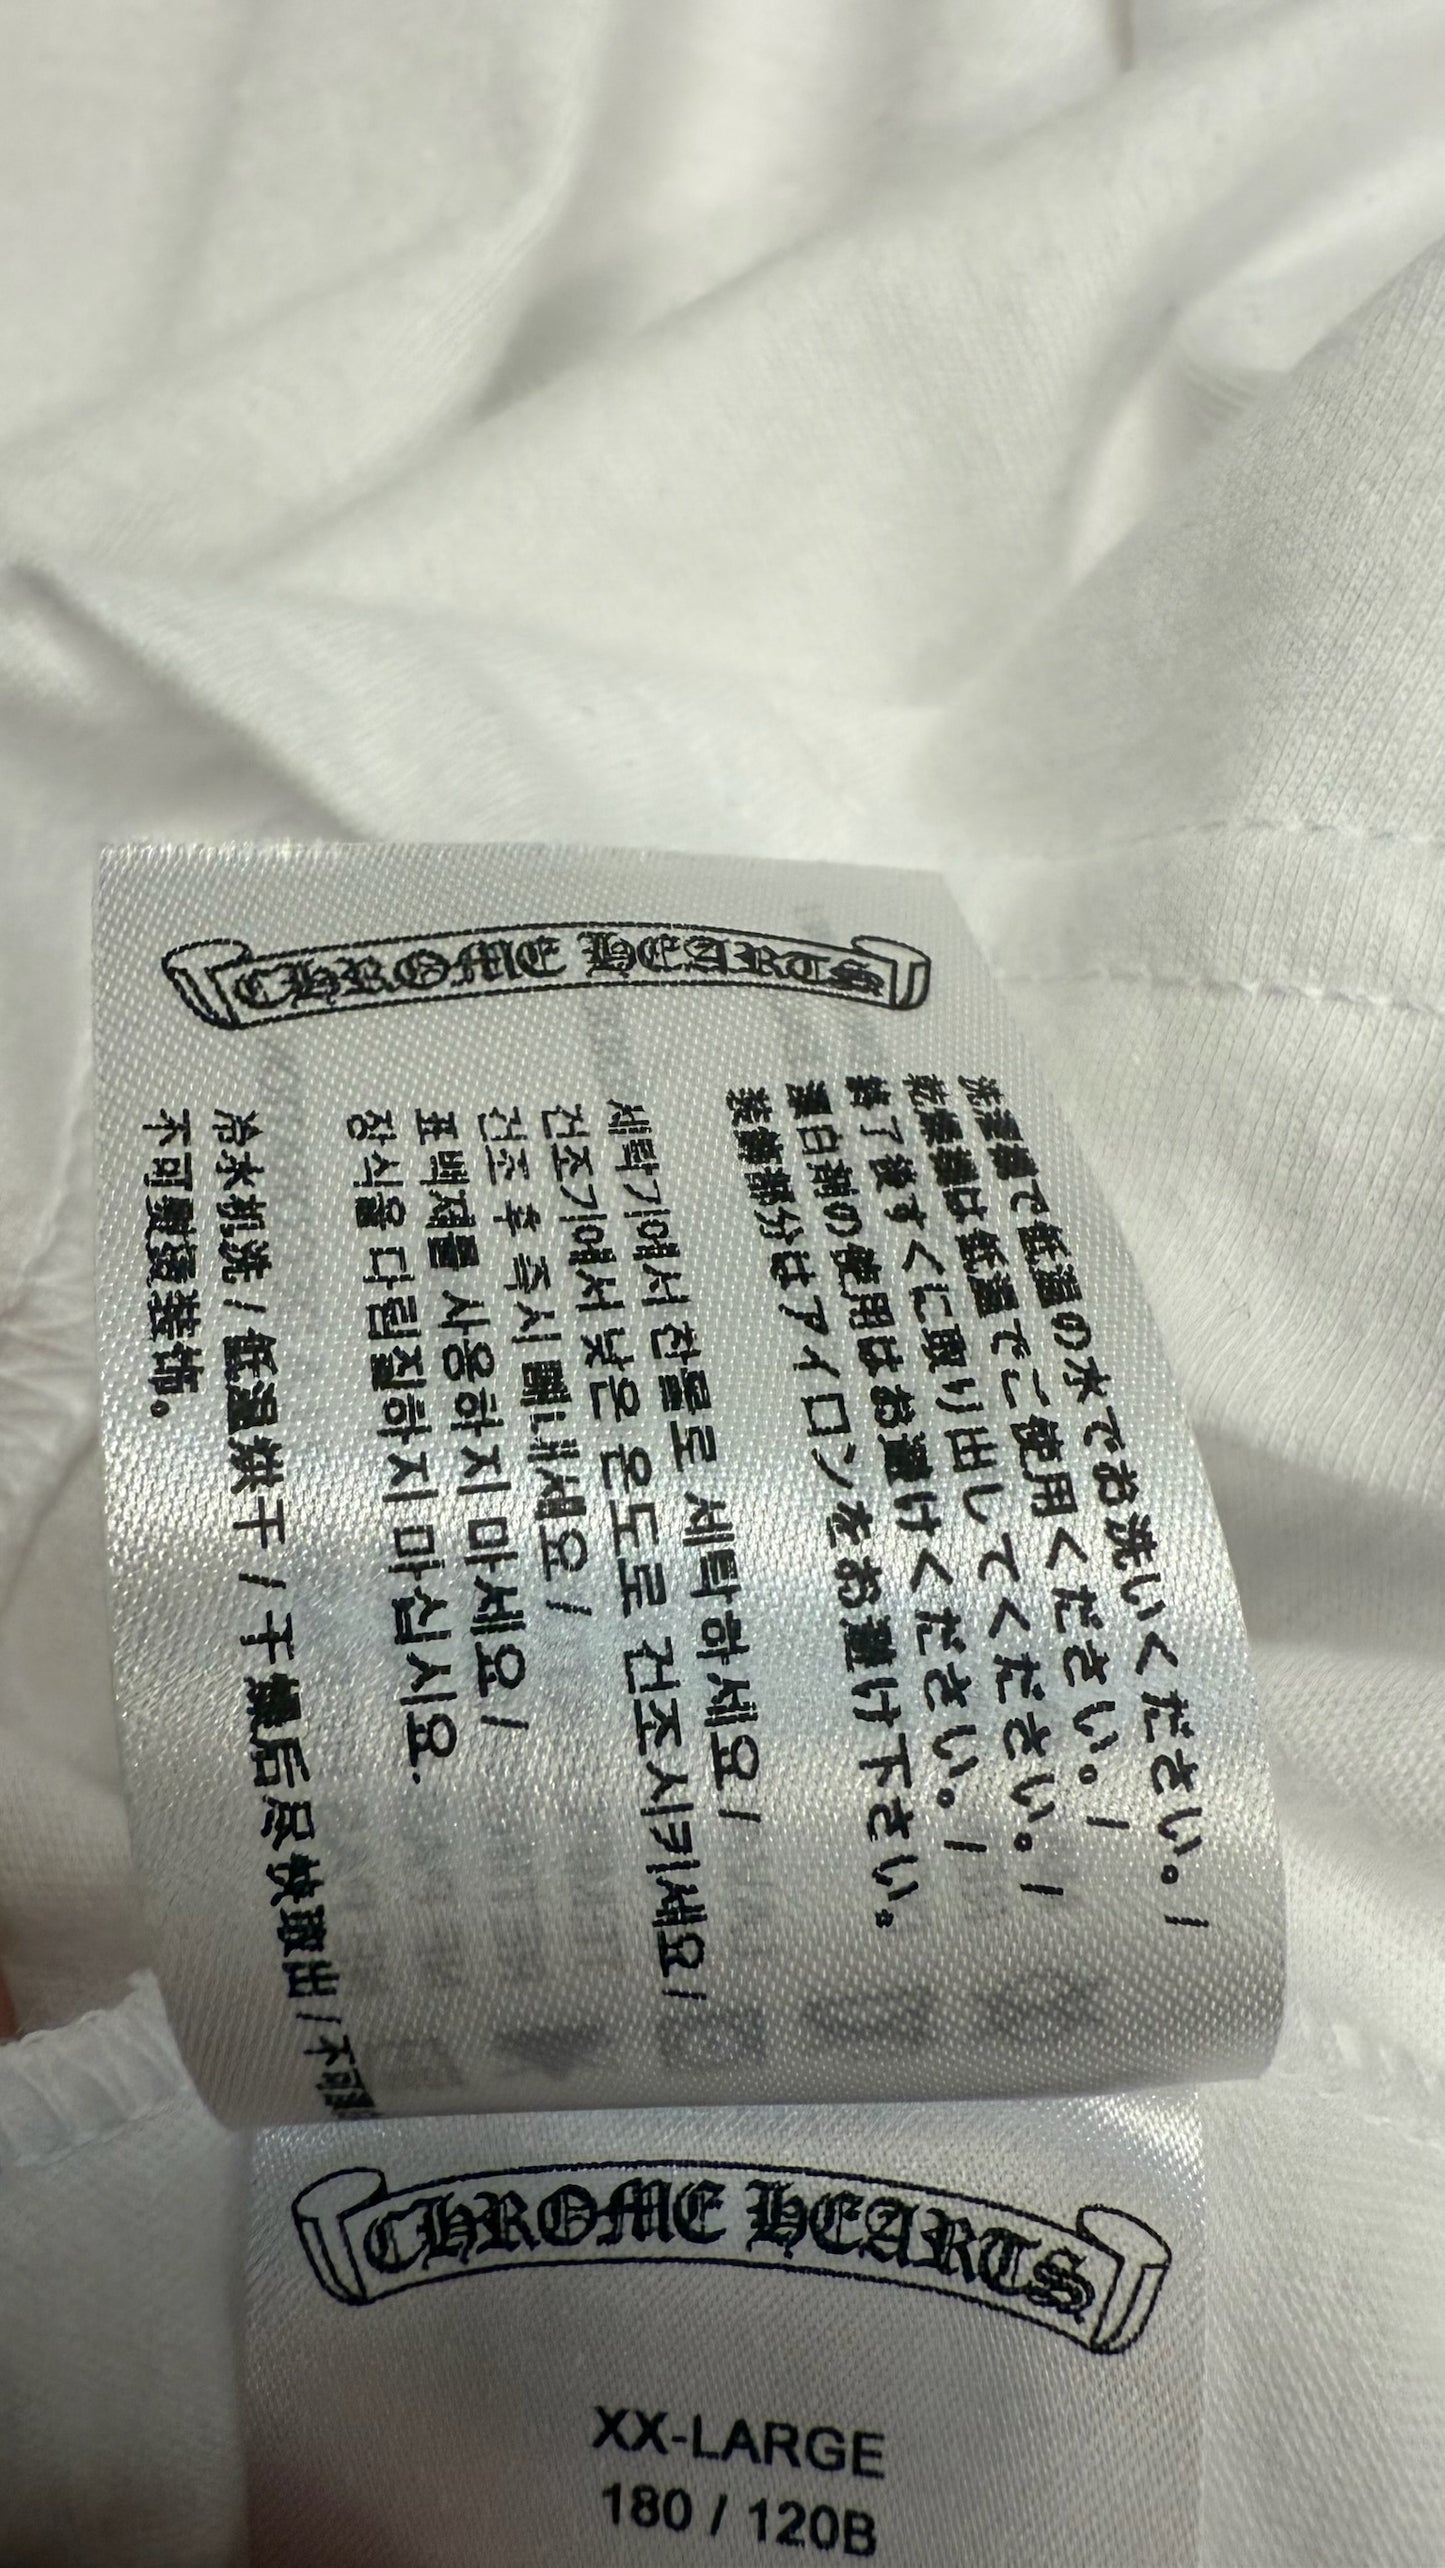 CHROME HEARTS
洗濯機で低温の水でお洗いください。/
乾燥機は低温でご使用ください。/
終了後すぐに取り出してください。/
漂白剤の使用はお避けください。/
装飾部分はアイロンをお避け下さい。
세탁기에서 찬물로 세탁하세요 /
건조기에서 낮은 온도로 건조시키세요 /
건조 후 즉시 빼내세요 /
표백제를 사용하지 마세요 /
장식을 다림질하지 마십시요.
冷水机洗 / 低温烘干 / 干燥后尽快取出 / 不可
不可熨烫装饰。
CHROME HEARTS
XX-LARGE
180 / 120B